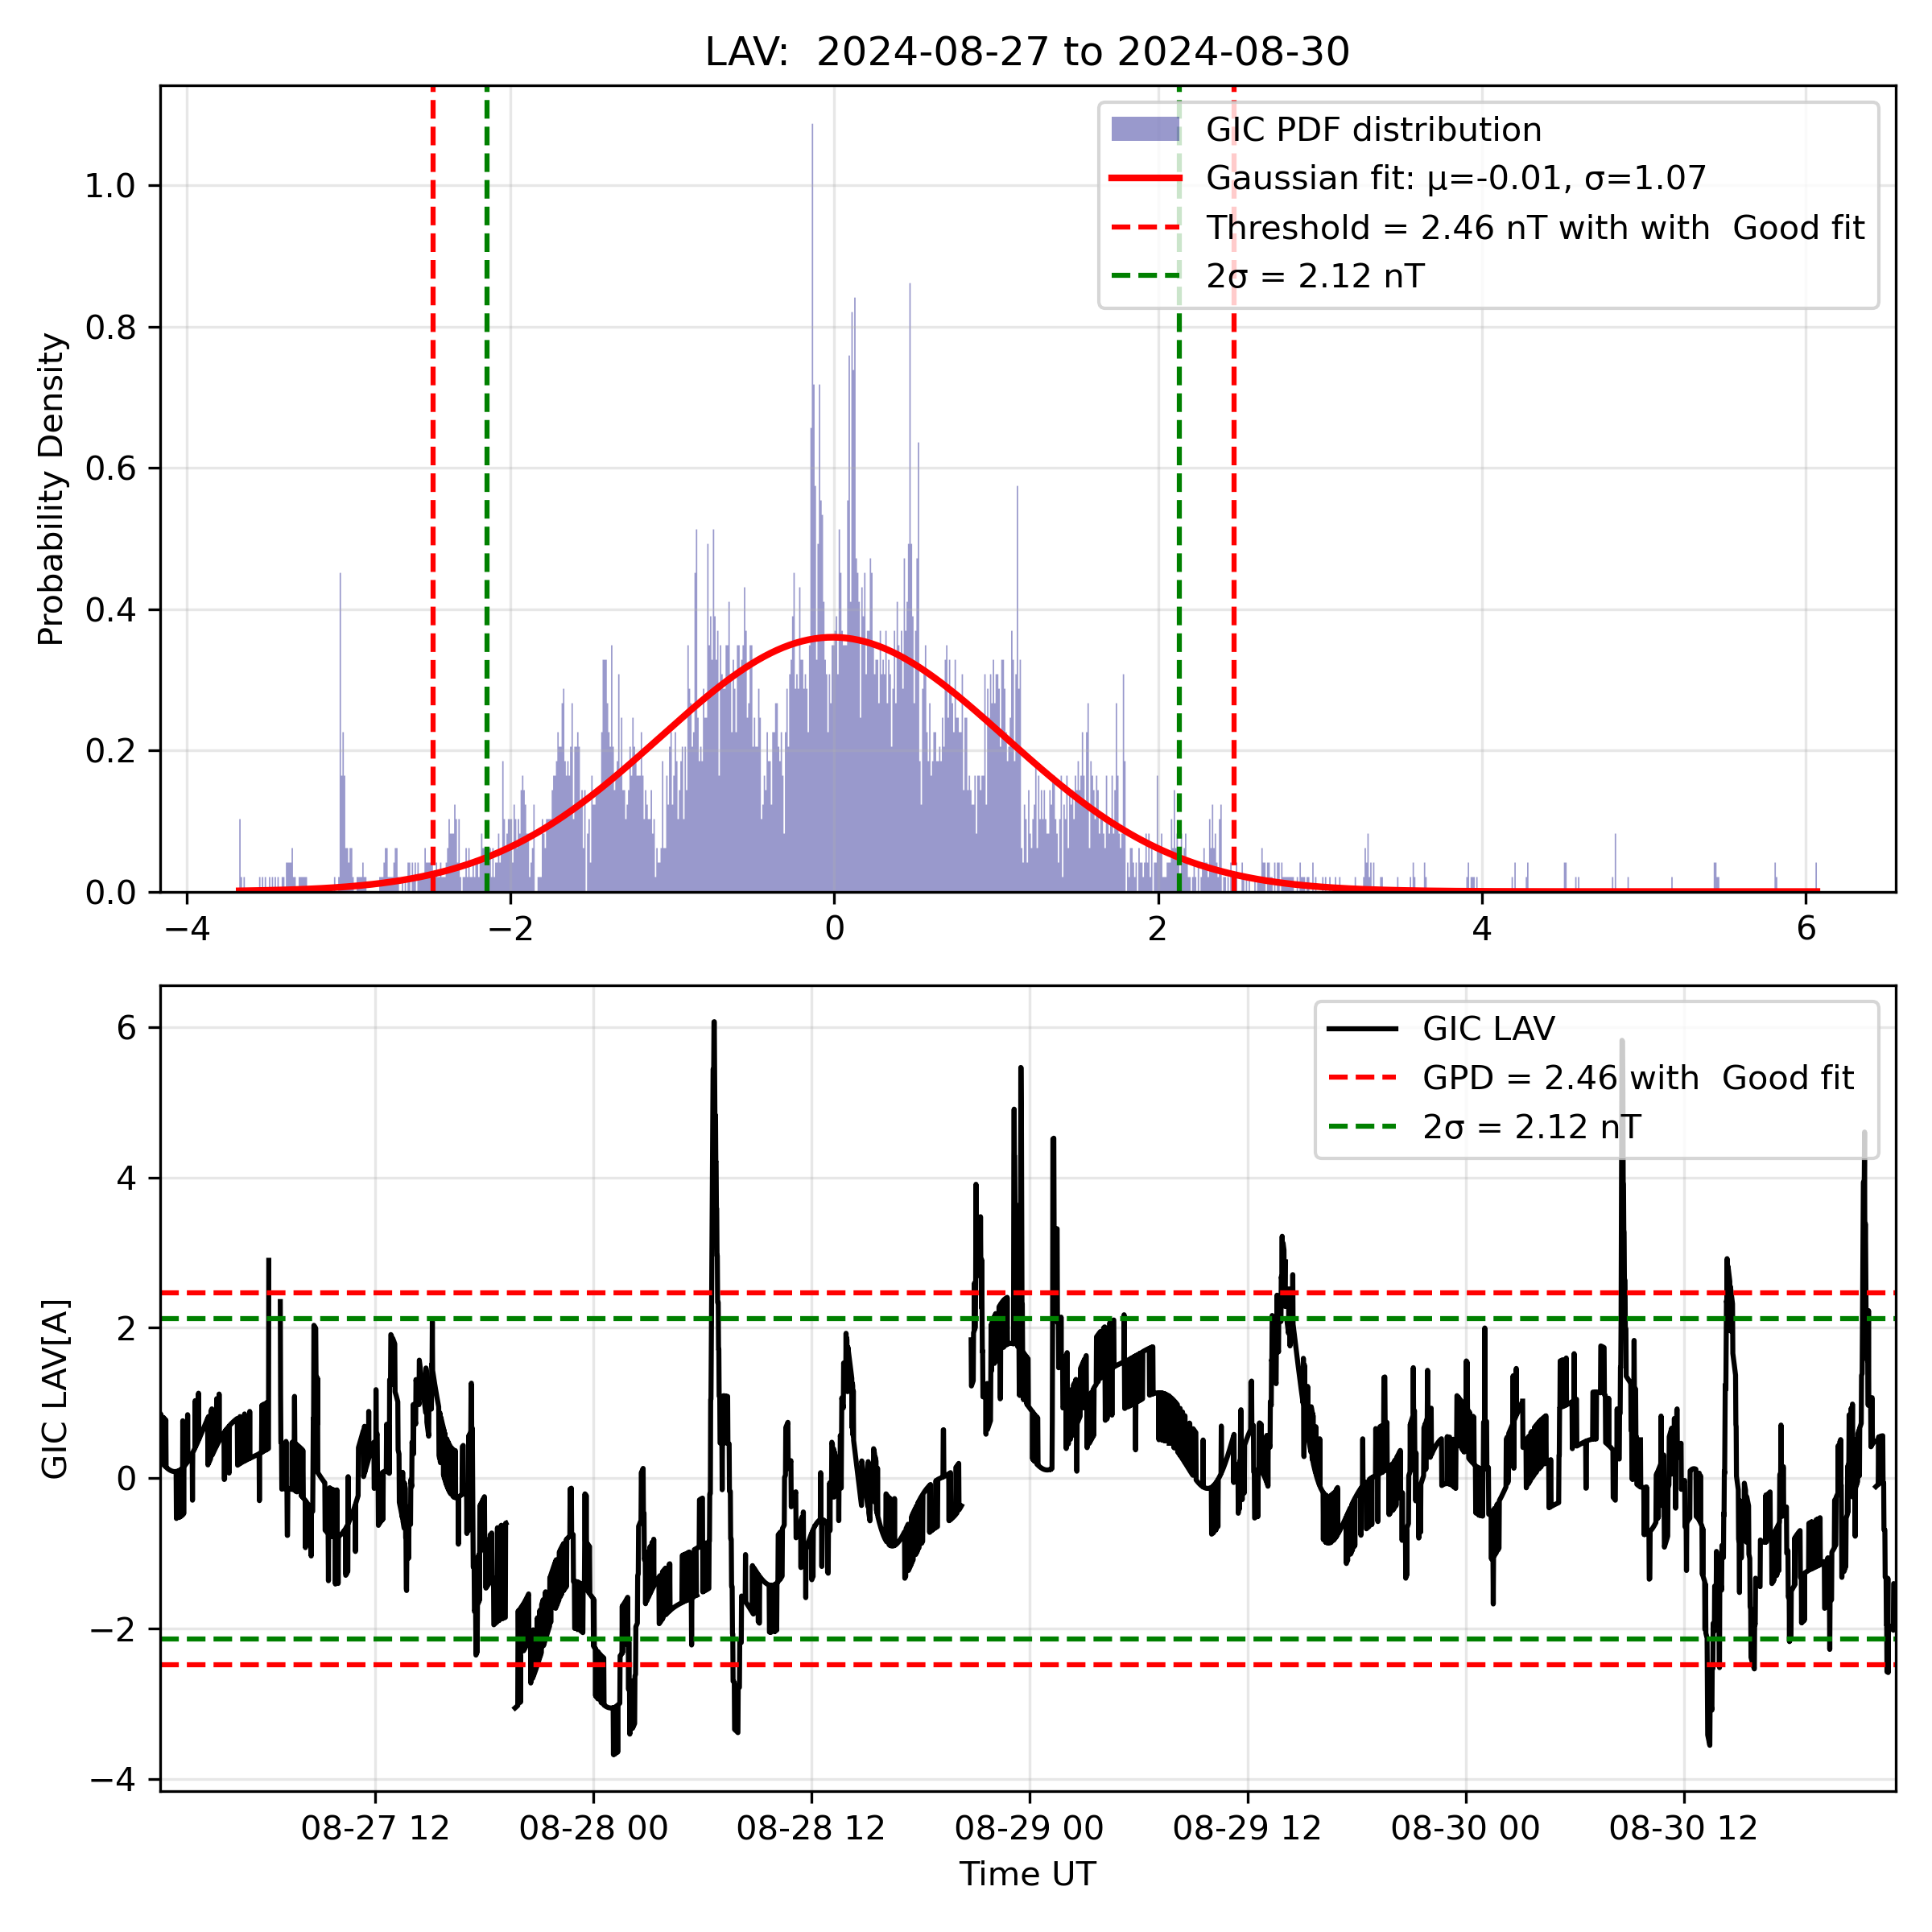 LAV:  2024-08-27 to 2024-08-30
GIC PDF distribution
Gaussian fit: μ=-0.01, σ=1.07
Threshold = 2.46 nT with with  Good fit
2σ = 2.12 nT
Probability Density
1.0
0.8
0.6
0.4
0.2
0.0
−4 −2 0 2 4 6
GIC LAV
GPD = 2.46 with  Good fit
2σ = 2.12 nT
GIC LAV[A]
6
4
2
0
−2
−4
08-27 12 08-28 00 08-28 12 08-29 00 08-29 12 08-30 00 08-30 12
Time UT